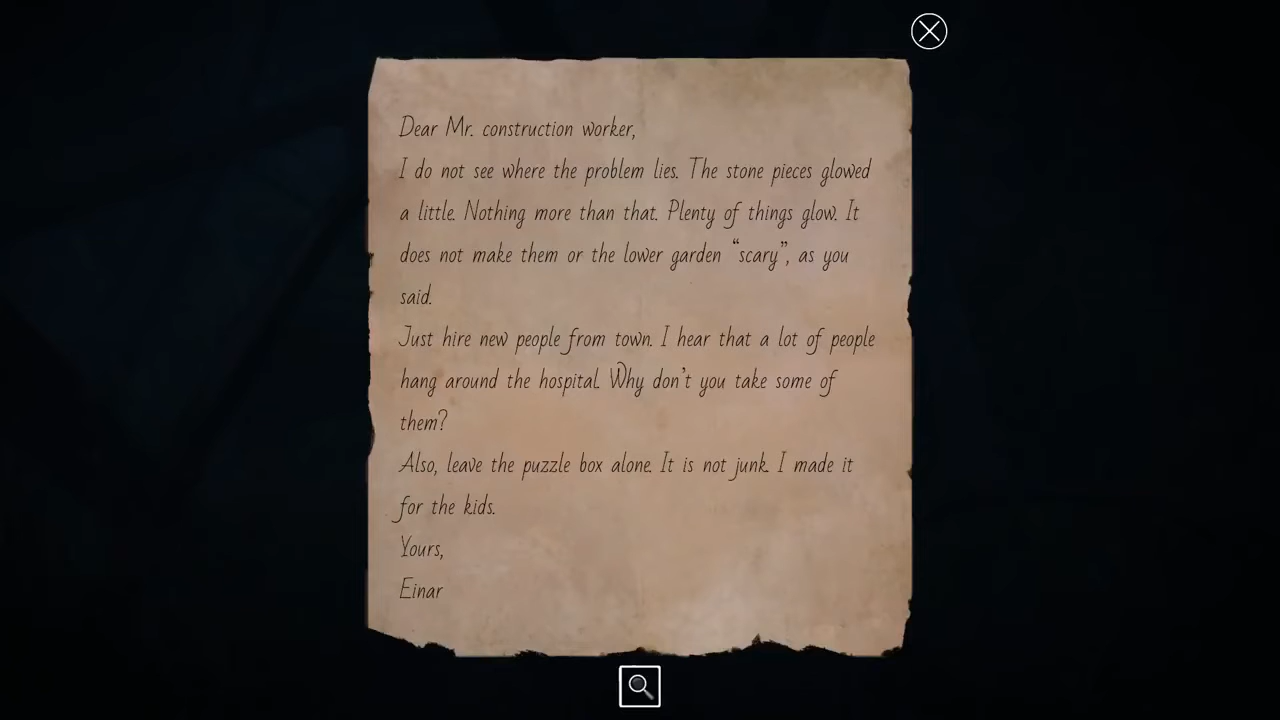 Dear Mr. construction worker,
I do not see where the problem lies. The stone pieces glowed
a little. Nothing more than that. Plenty of things glow. It
does not make them or the lower garden “scary”, as you
said.
Just hire new people from town. I hear that a lot of people
hang around the hospital. Why don't you take some of
them?
Also, leave the puzzle box alone. It is not junk. I made it
for the kids.
Yours,
Einar